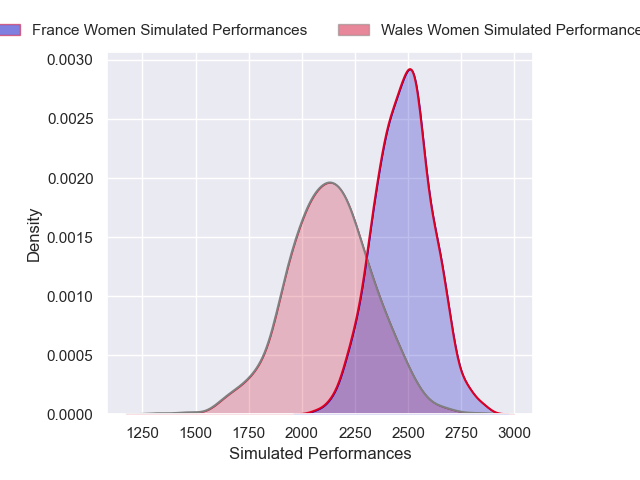 France Women Simulated Performances Wales Women Simulated Performance
0.0030
0.0025
0.0020
0.0015
0.0010
0.0005
0.0000
Density
1250 1500 1750 2000 2250 2500 2750 3000
Simulated Performances